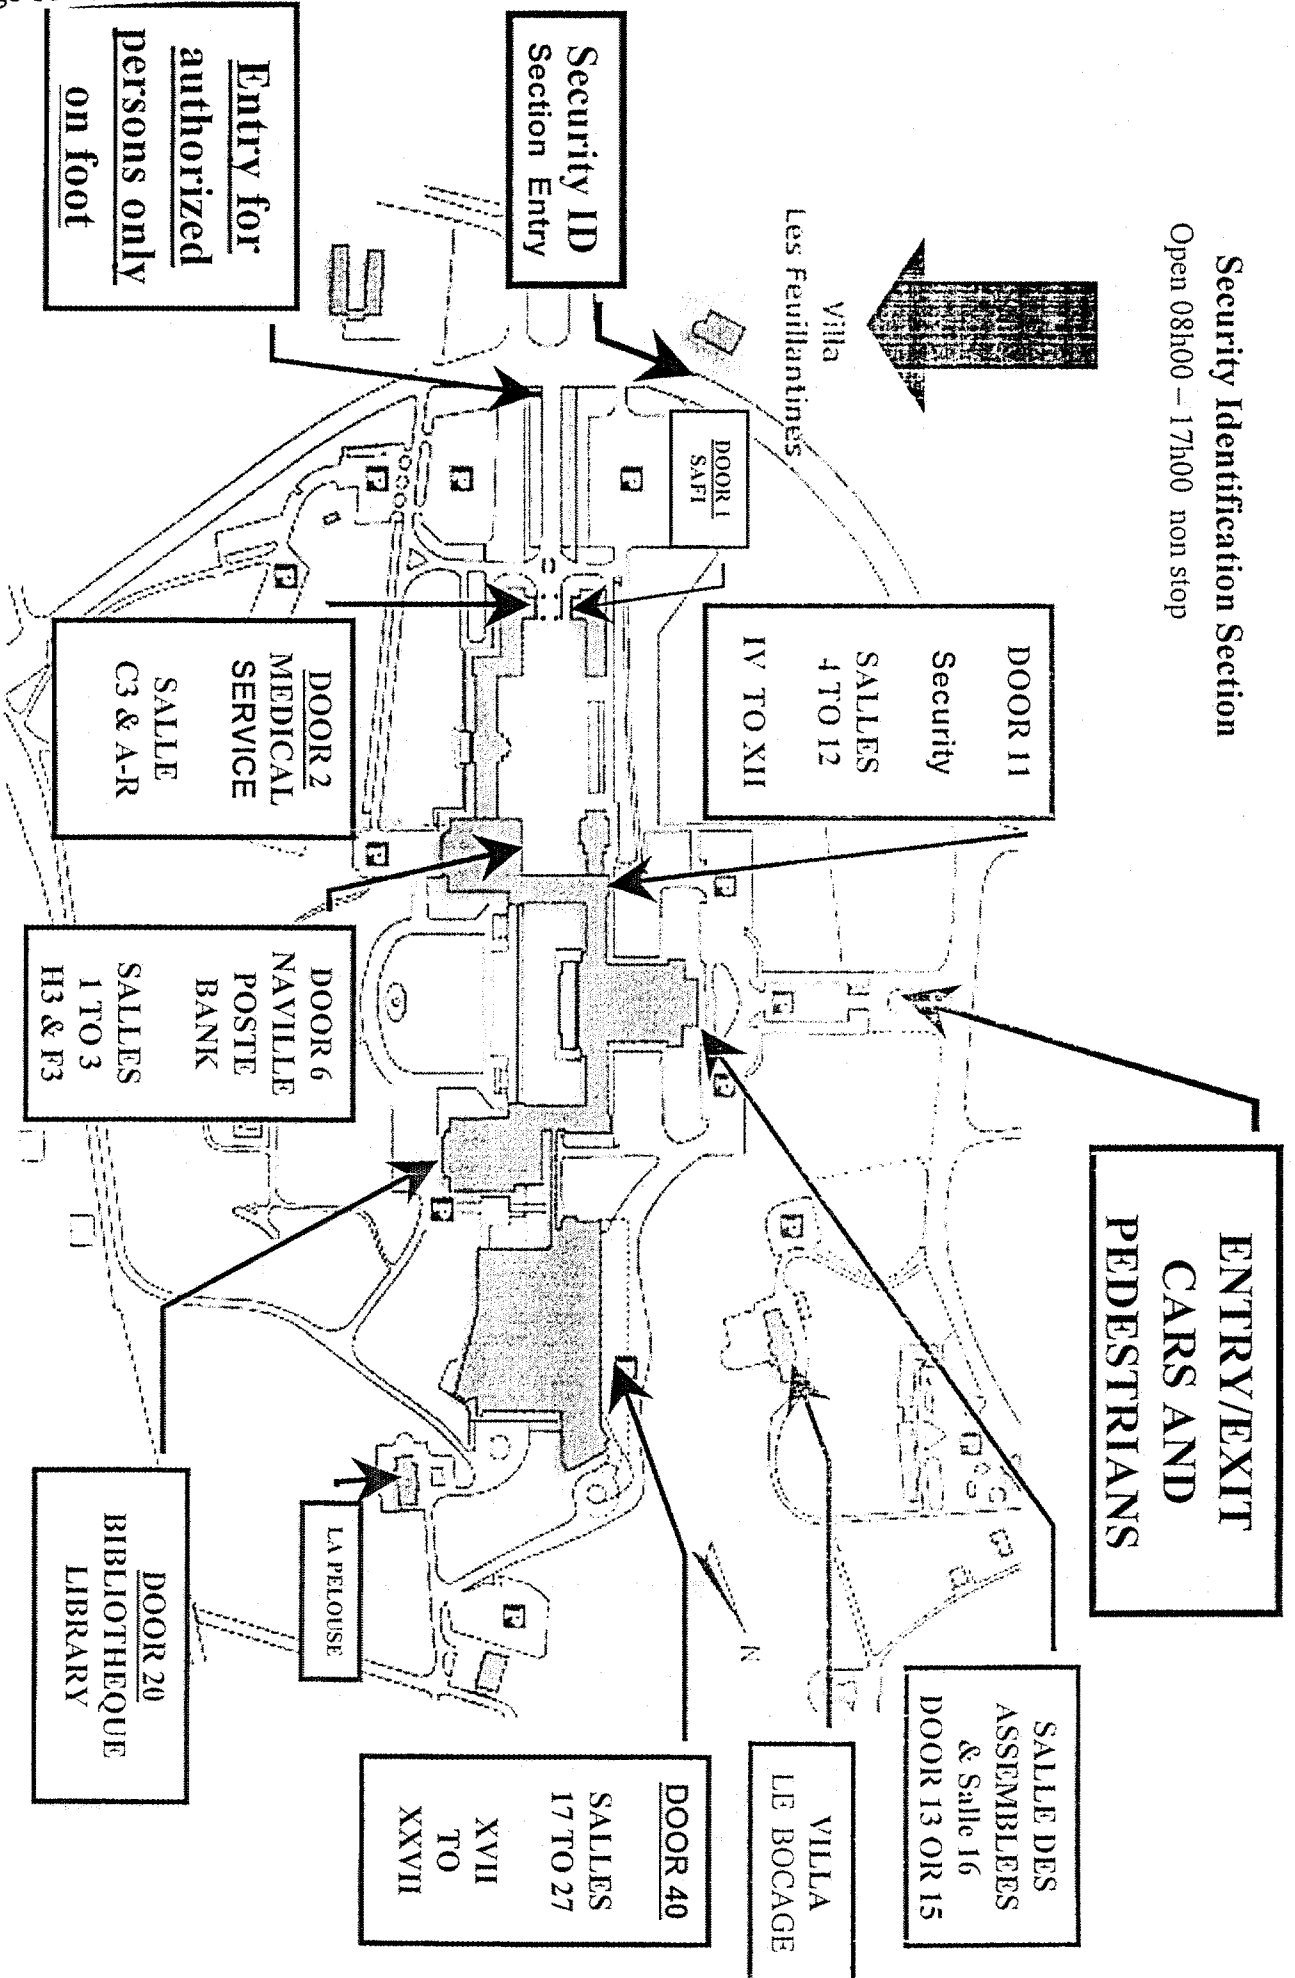 Security Identification Section
Open 08h00 – 17h00 non stop
ENTRY/EXIT
CARS AND
PEDESTRIANS
SALLE DES
ASSEMBLEES
& Salle 16
DOOR 13 OR 15
Villa
Les Feuillantines
DOOR 11
Security
SALLES
4 TO 12
IV TO XII
VILLA
LE BOCAGE
Security ID
Section Entry
DOOR 1
SAFI
N
DOOR 40
SALLES
17 TO 27
XVII
TO
XXVII
Entry for
authorized
persons only
on foot
DOOR 2
MEDICAL
SERVICE
SALLE
C3 & A-R
DOOR 6
NAVILLE
POSTE
BANK
SALLES
1 TO 3
H3 & F3
LA PELOUSE
DOOR 20
BIBLIOTHEQUE
LIBRARY
P
P
P
P
P
P
P
P
P
P
P